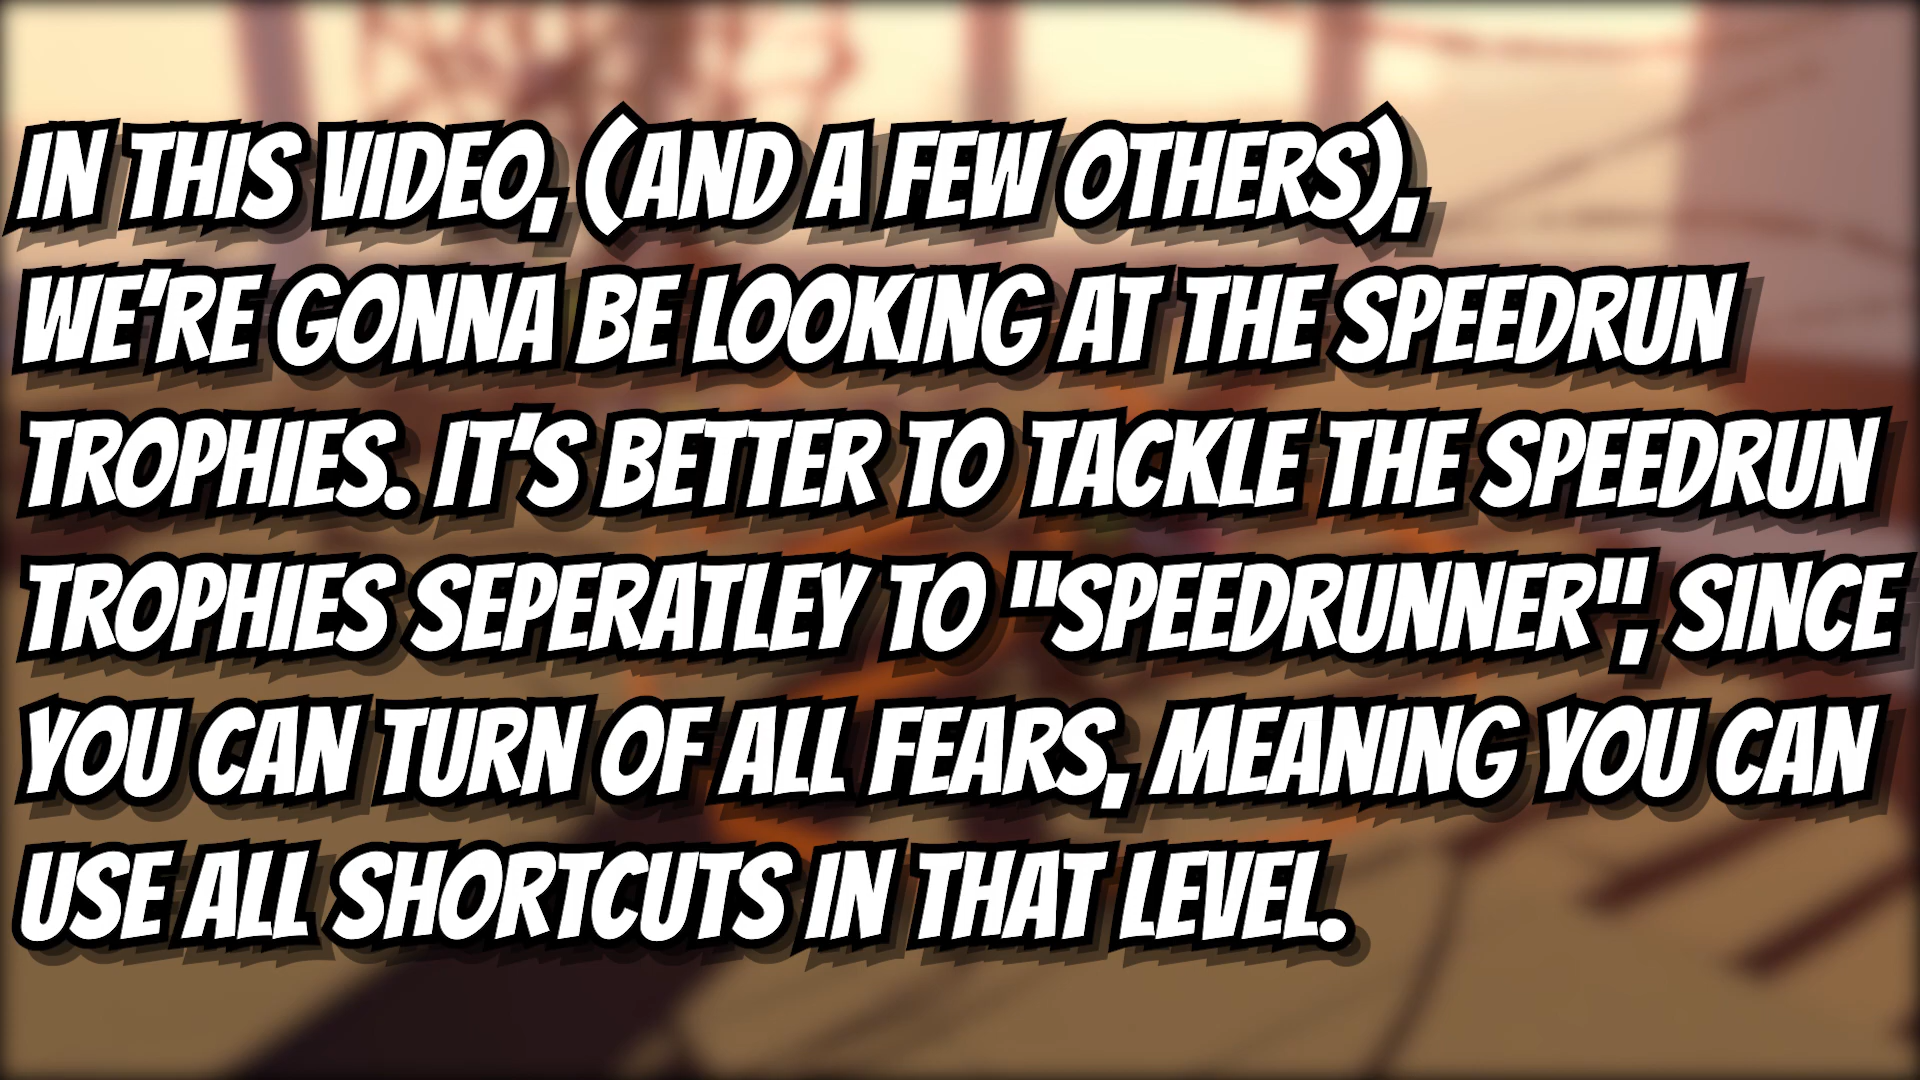 IN THIS VIDEO, (AND A FEW OTHERS),
WE'RE GONNA BE LOOKING AT THE SPEEDRUN
TROPHIES. IT'S BETTER TO TACKLE THE SPEEDRUN
TROPHIES SEPERATLEY TO "SPEEDRUNNER", SINCE
YOU CAN TURN OF ALL FEARS, MEANING YOU CAN
USE ALL SHORTCUTS IN THAT LEVEL.